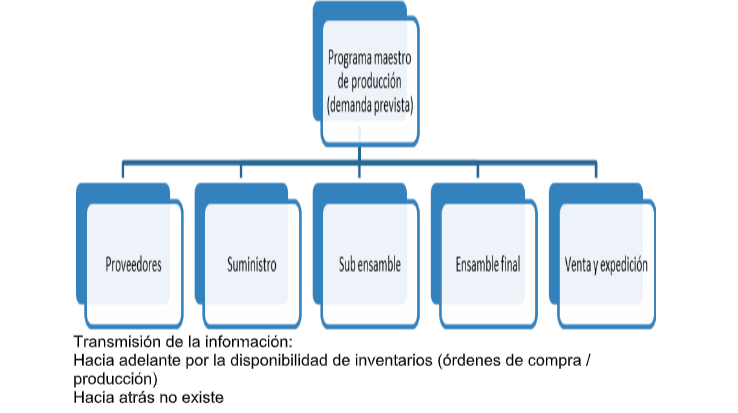 Programa maestro
de producción
(demanda prevista)
Proveedores
Suministro
Sub ensamble
Ensamble final
Venta y expedición
Transmisión de la información:
Hacia adelante por la disponibilidad de inventarios (órdenes de compra /
producción)
Hacia atrás no existe